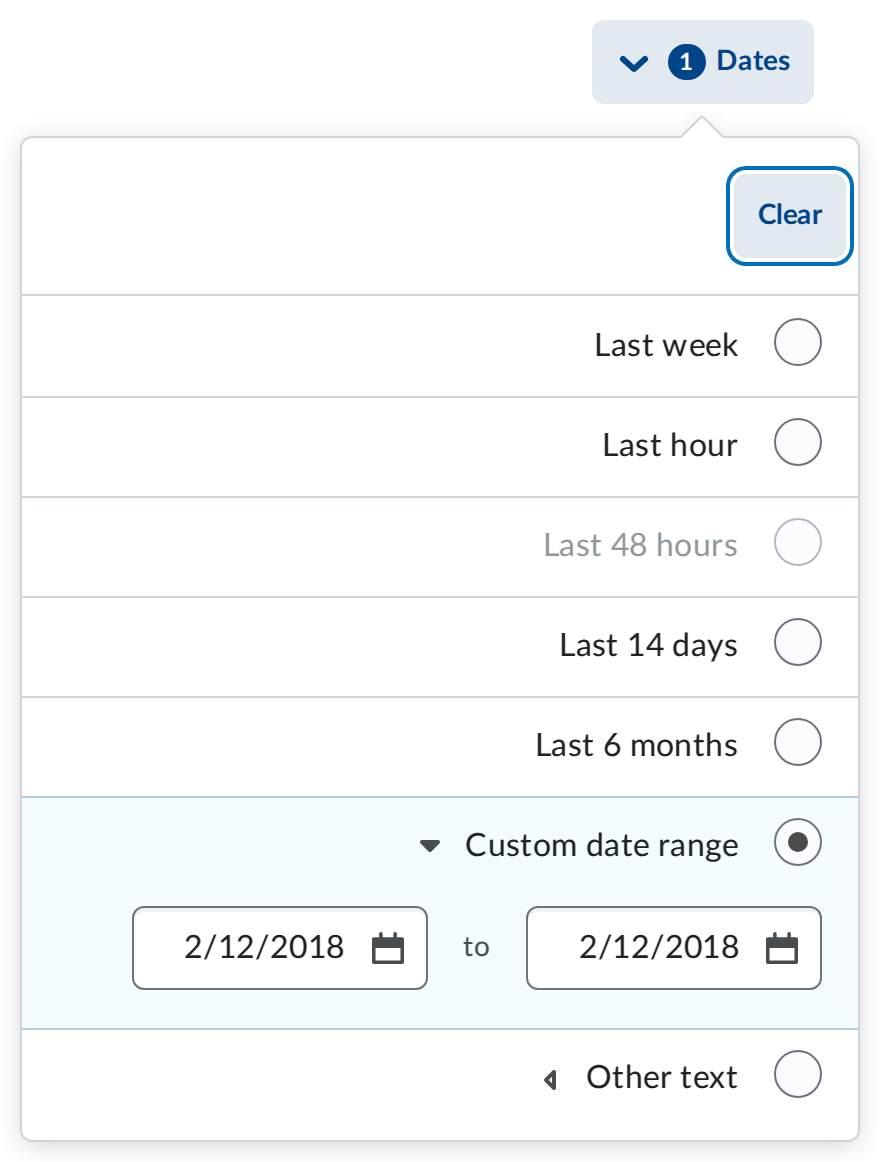 1 Dates
Clear
Last week
Last hour
Last 48 hours
Last 14 days
Last 6 months
Custom date range
2/12/2018 to 2/12/2018
Other text